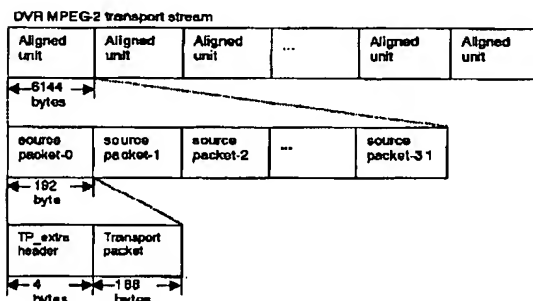 DVR MPEG-2 transport stream
Aligned unit Aligned unit Aligned unit ... Aligned unit Aligned unit
6144 bytes
source packet-0 source packet-1 source packet-2 ... source packet-31
192 byte
TP_extra header Transport packet
4 bytes 188 bytes